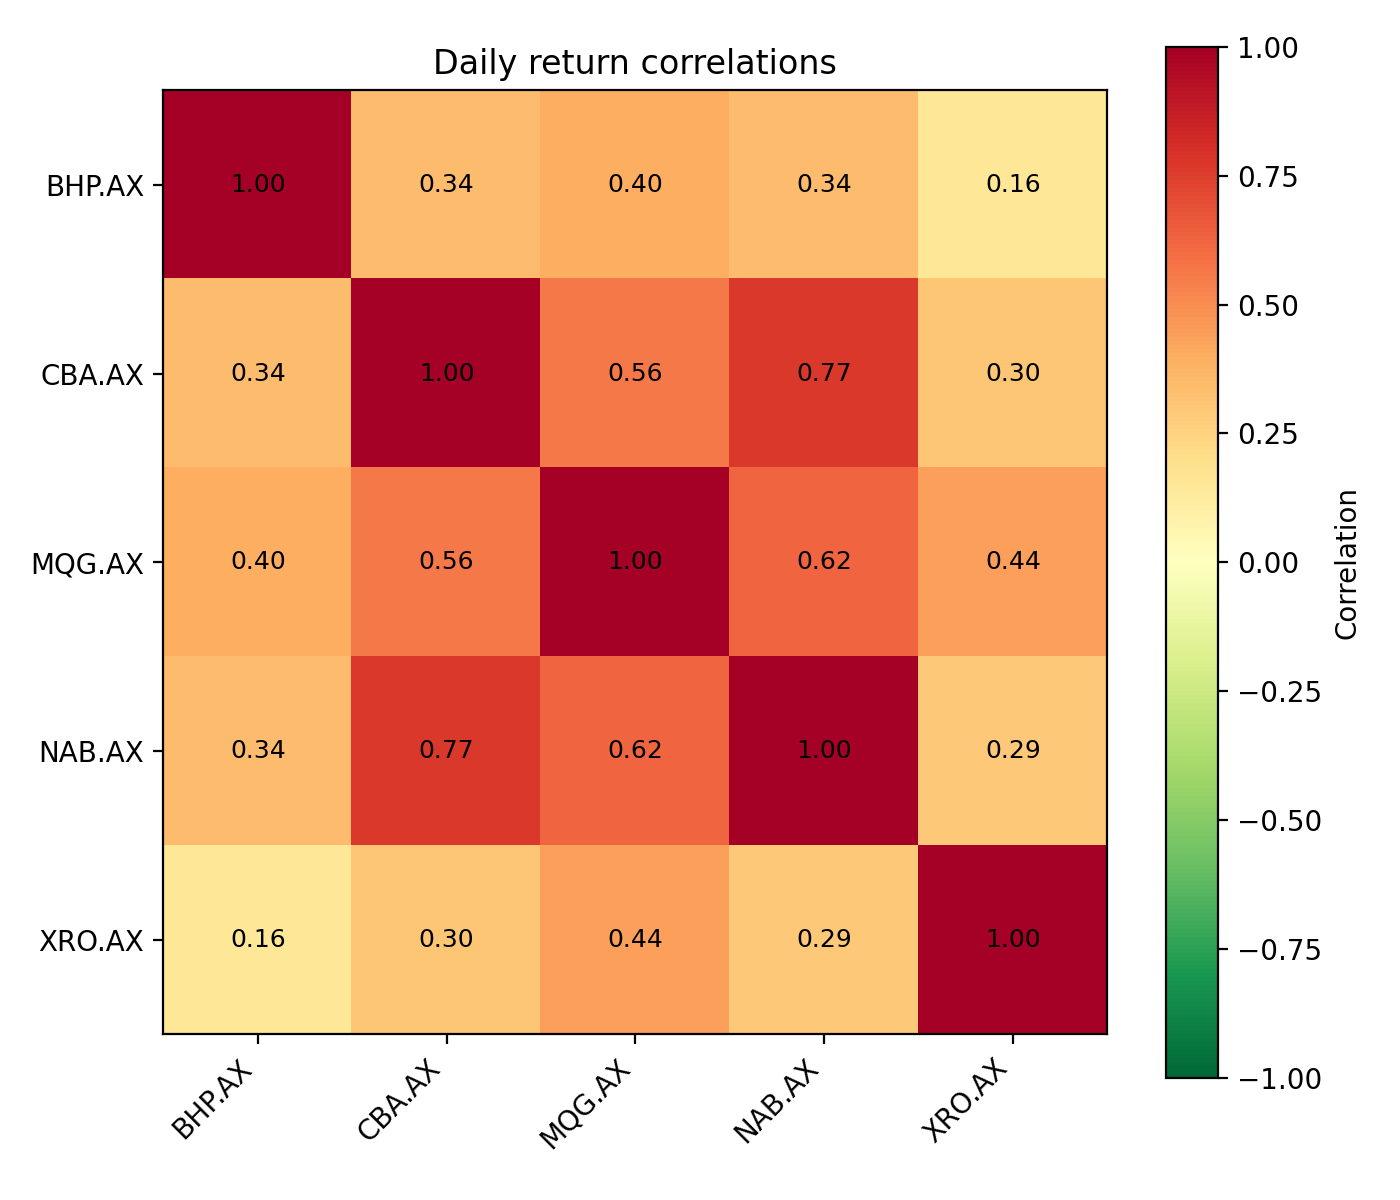 Daily return correlations
BHP.AX 1.00 0.34 0.40 0.34 0.16
CBA.AX 0.34 1.00 0.56 0.77 0.30
MQG.AX 0.40 0.56 1.00 0.62 0.44
NAB.AX 0.34 0.77 0.62 1.00 0.29
XRO.AX 0.16 0.30 0.44 0.29 1.00
BHP.AX CBA.AX MQG.AX NAB.AX XRO.AX
1.00
0.75
0.50
0.25
0.00
−0.25
−0.50
−0.75
−1.00
Correlation